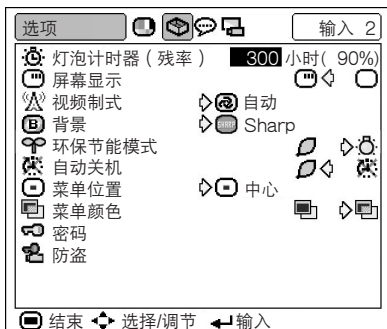 选项 输入 2
灯泡计时器（残率） 300 小时( 90%)
屏幕显示
视频制式 自动
B 背景 SHARP Sharp
环保节能模式
自动关机
菜单位置 中心
菜单颜色
密码
防盗
结束 选择/调节 输入